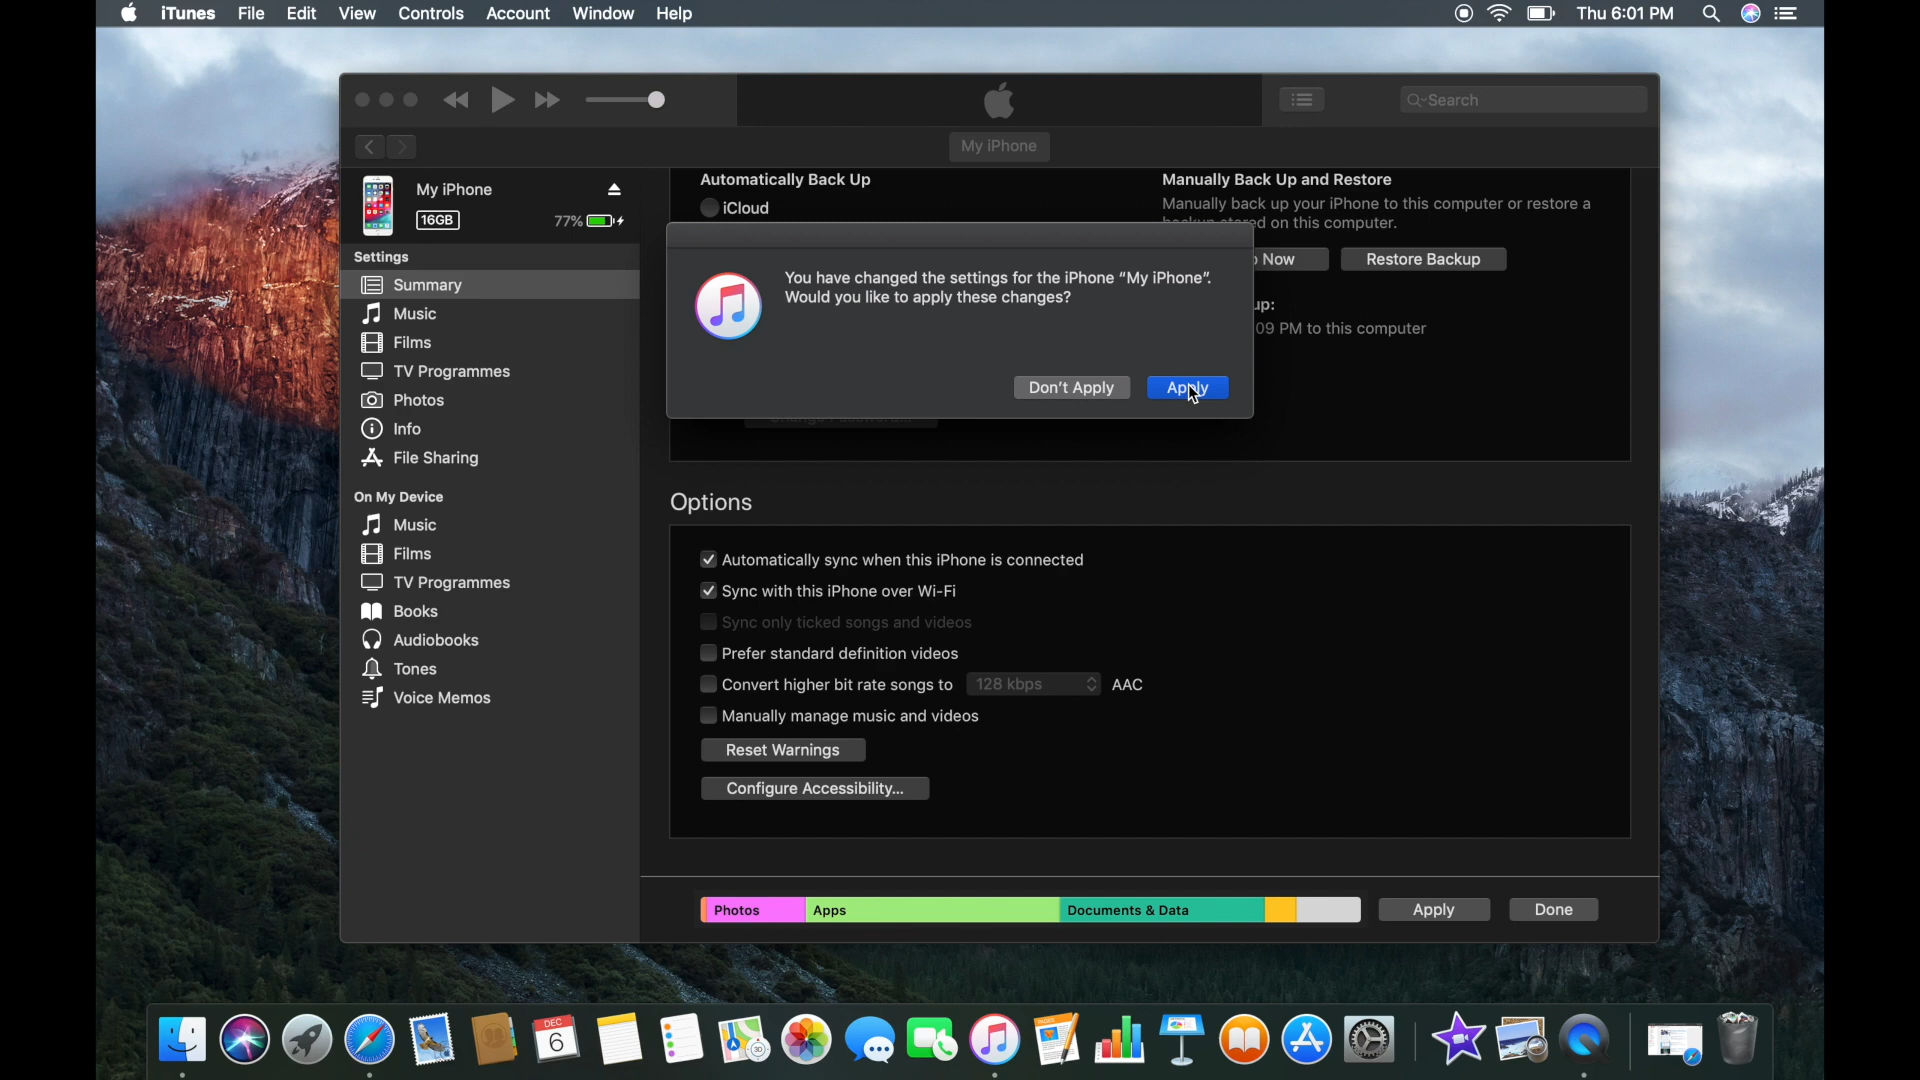 iTunes File Edit View Controls Account Window Help
Thu 6:01 PM
Search
My iPhone
My iPhone
16GB
77%
Settings
Summary
Music
Films
TV Programmes
Photos
Info
File Sharing
On My Device
Music
Films
TV Programmes
Books
Audiobooks
Tones
Voice Memos
Automatically Back Up
iCloud
Manually Back Up and Restore
Manually back up your iPhone to this computer or restore a
backup stored on this computer.
Now
Restore Backup
up:
09 PM to this computer
You have changed the settings for the iPhone “My iPhone”.
Would you like to apply these changes?
Don’t Apply
Apply
Options
Automatically sync when this iPhone is connected
Sync with this iPhone over Wi-Fi
Sync only ticked songs and videos
Prefer standard definition videos
Convert higher bit rate songs to 128 kbps AAC
Manually manage music and videos
Reset Warnings
Configure Accessibility...
Photos
Apps
Documents & Data
Apply
Done
DEC
6
PAGES
3D